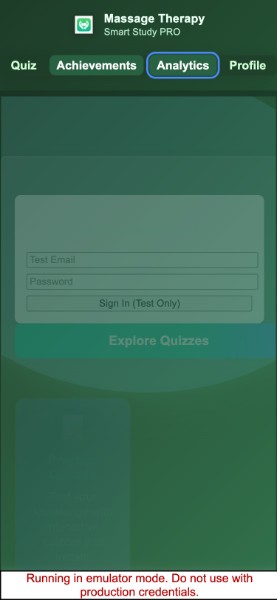 Massage Therapy
Smart Study PRO
Quiz
Achievements
Analytics
Profile
Test Email
Password
Sign In (Test Only)
Explore Quizzes
Running in emulator mode. Do not use with
production credentials.